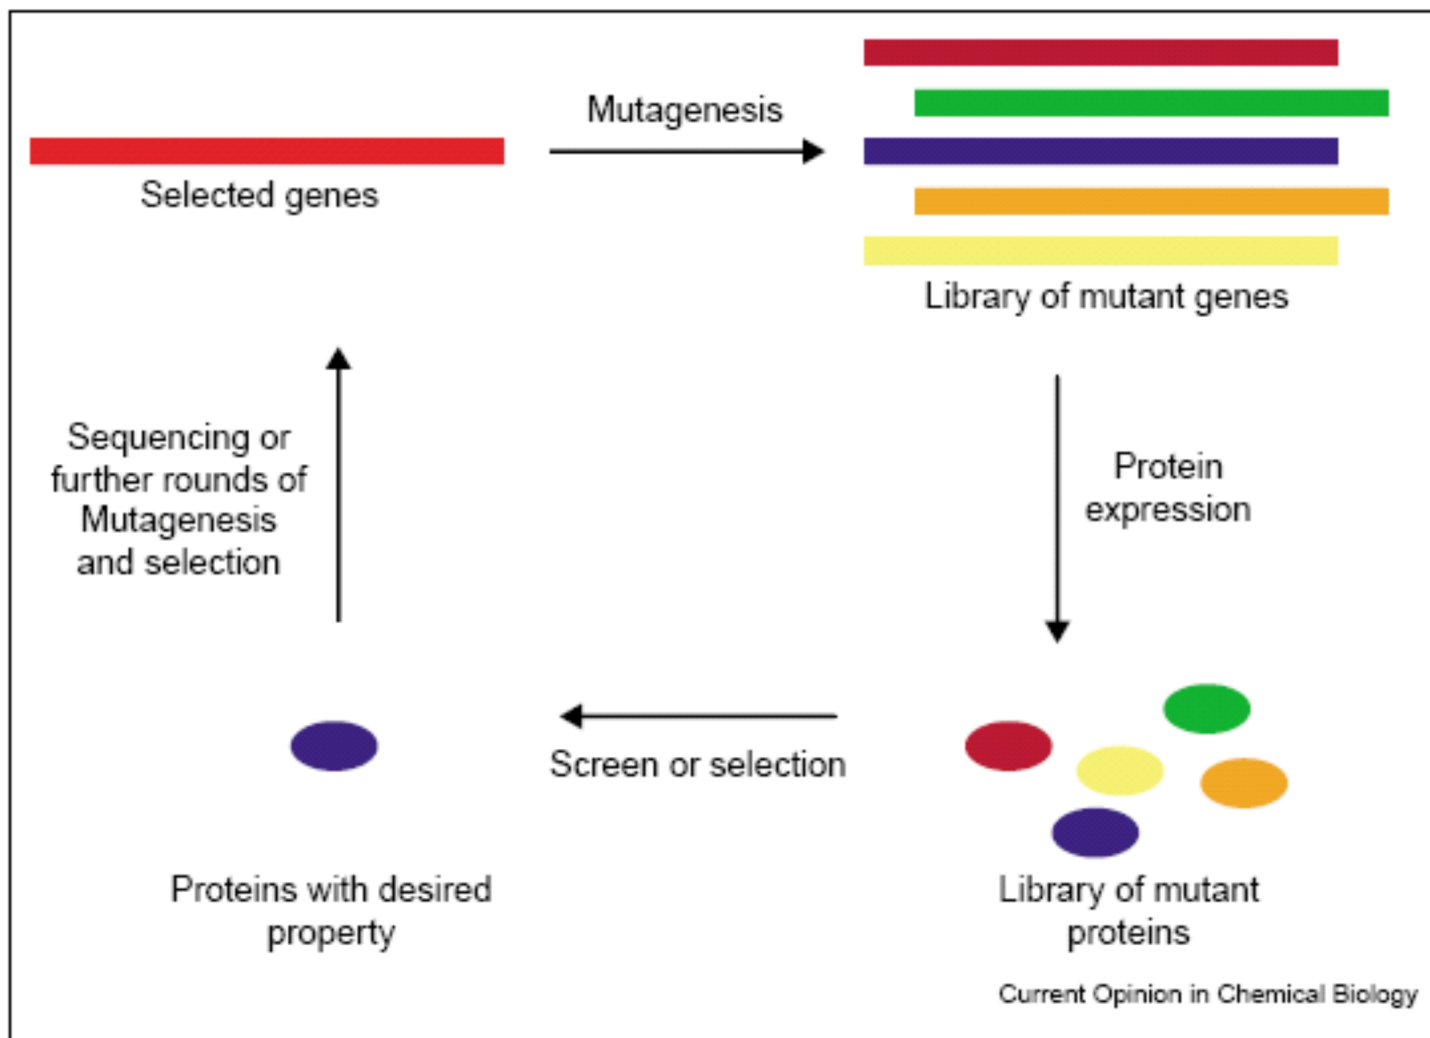 Mutagenesis
Selected genes
Library of mutant genes
Sequencing or
further rounds of
Mutagenesis
and selection
Protein
expression
Screen or selection
Proteins with desired
property
Library of mutant
proteins
Current Opinion in Chemical Biology